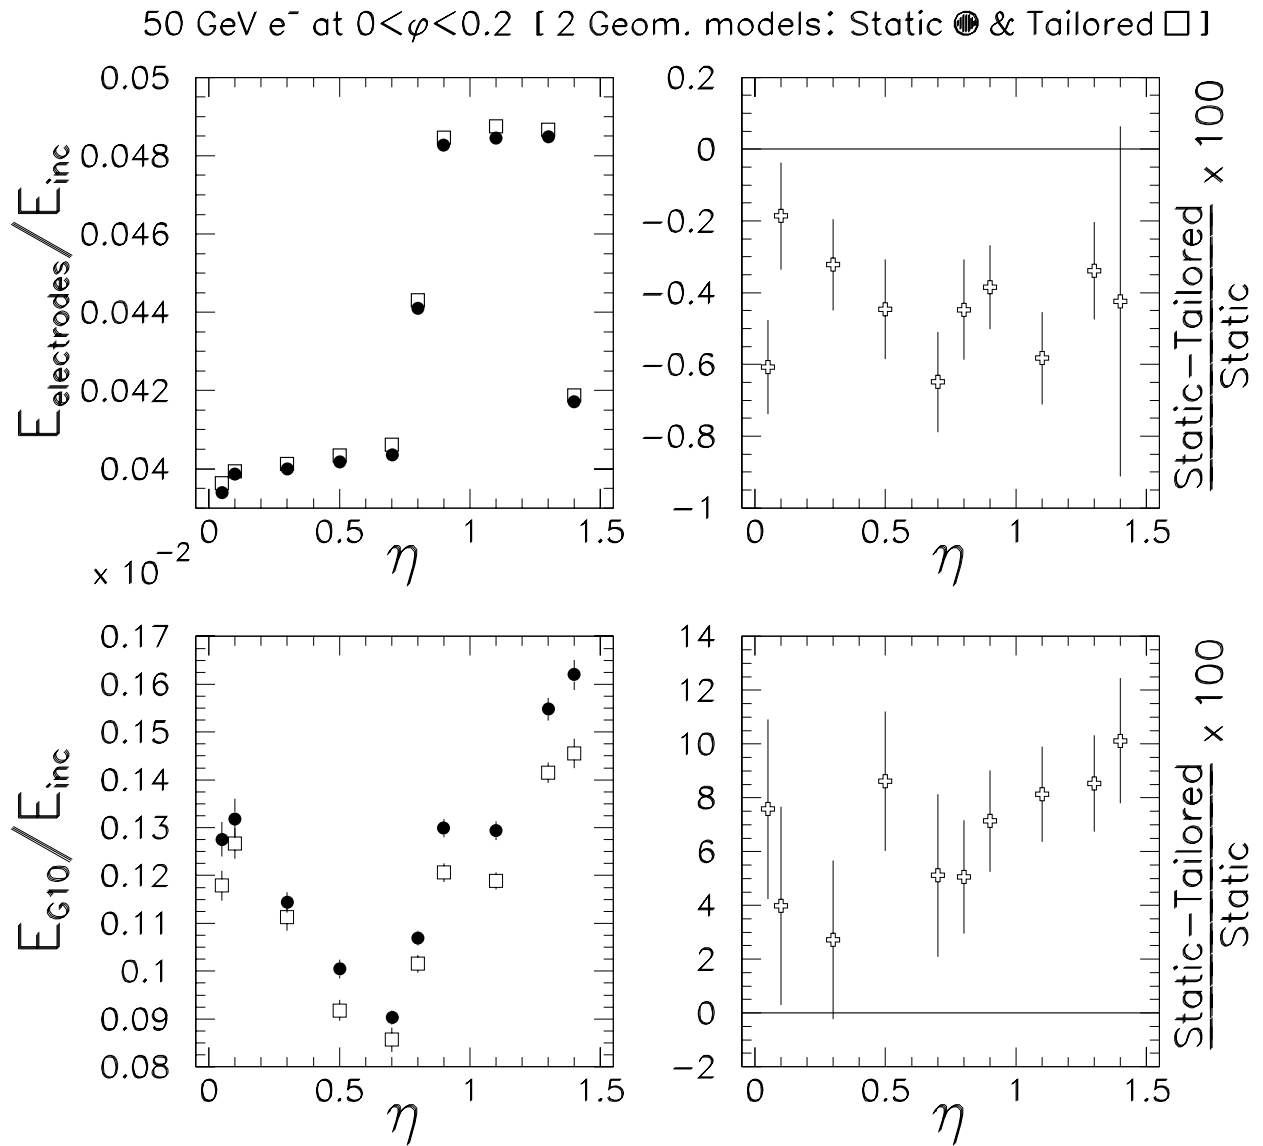 50 GeV e⁻ at 0<φ<0.2 [ 2 Geom. models: Static & Tailored ]
E_electrodes/E_inc
0.05
0.048
0.046
0.044
0.042
0.04
0 0.5 1 1.5
η
0.2
0
−0.2
−0.4
−0.6
−0.8
−1
0 0.5 1 1.5
η
Static−Tailored x 100
Static
x 10⁻²
E_G10/E_inc
0.17
0.16
0.15
0.14
0.13
0.12
0.11
0.1
0.09
0.08
0 0.5 1 1.5
η
14
12
10
8
6
4
2
0
−2
0 0.5 1 1.5
η
Static−Tailored x 100
Static